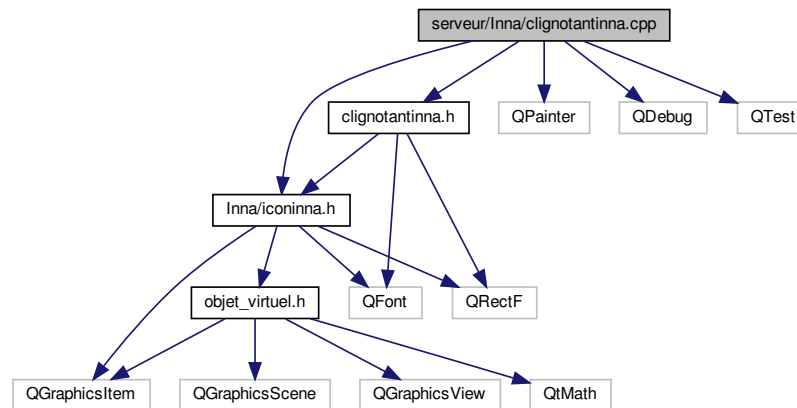 serveur/Inna/clignotantinna.cpp
clignotantinna.h
QPainter
QDebug
QTest
Inna/iconinna.h
objet_virtuel.h
QFont
QRectF
QGraphicsItem
QGraphicsScene
QGraphicsView
QtMath